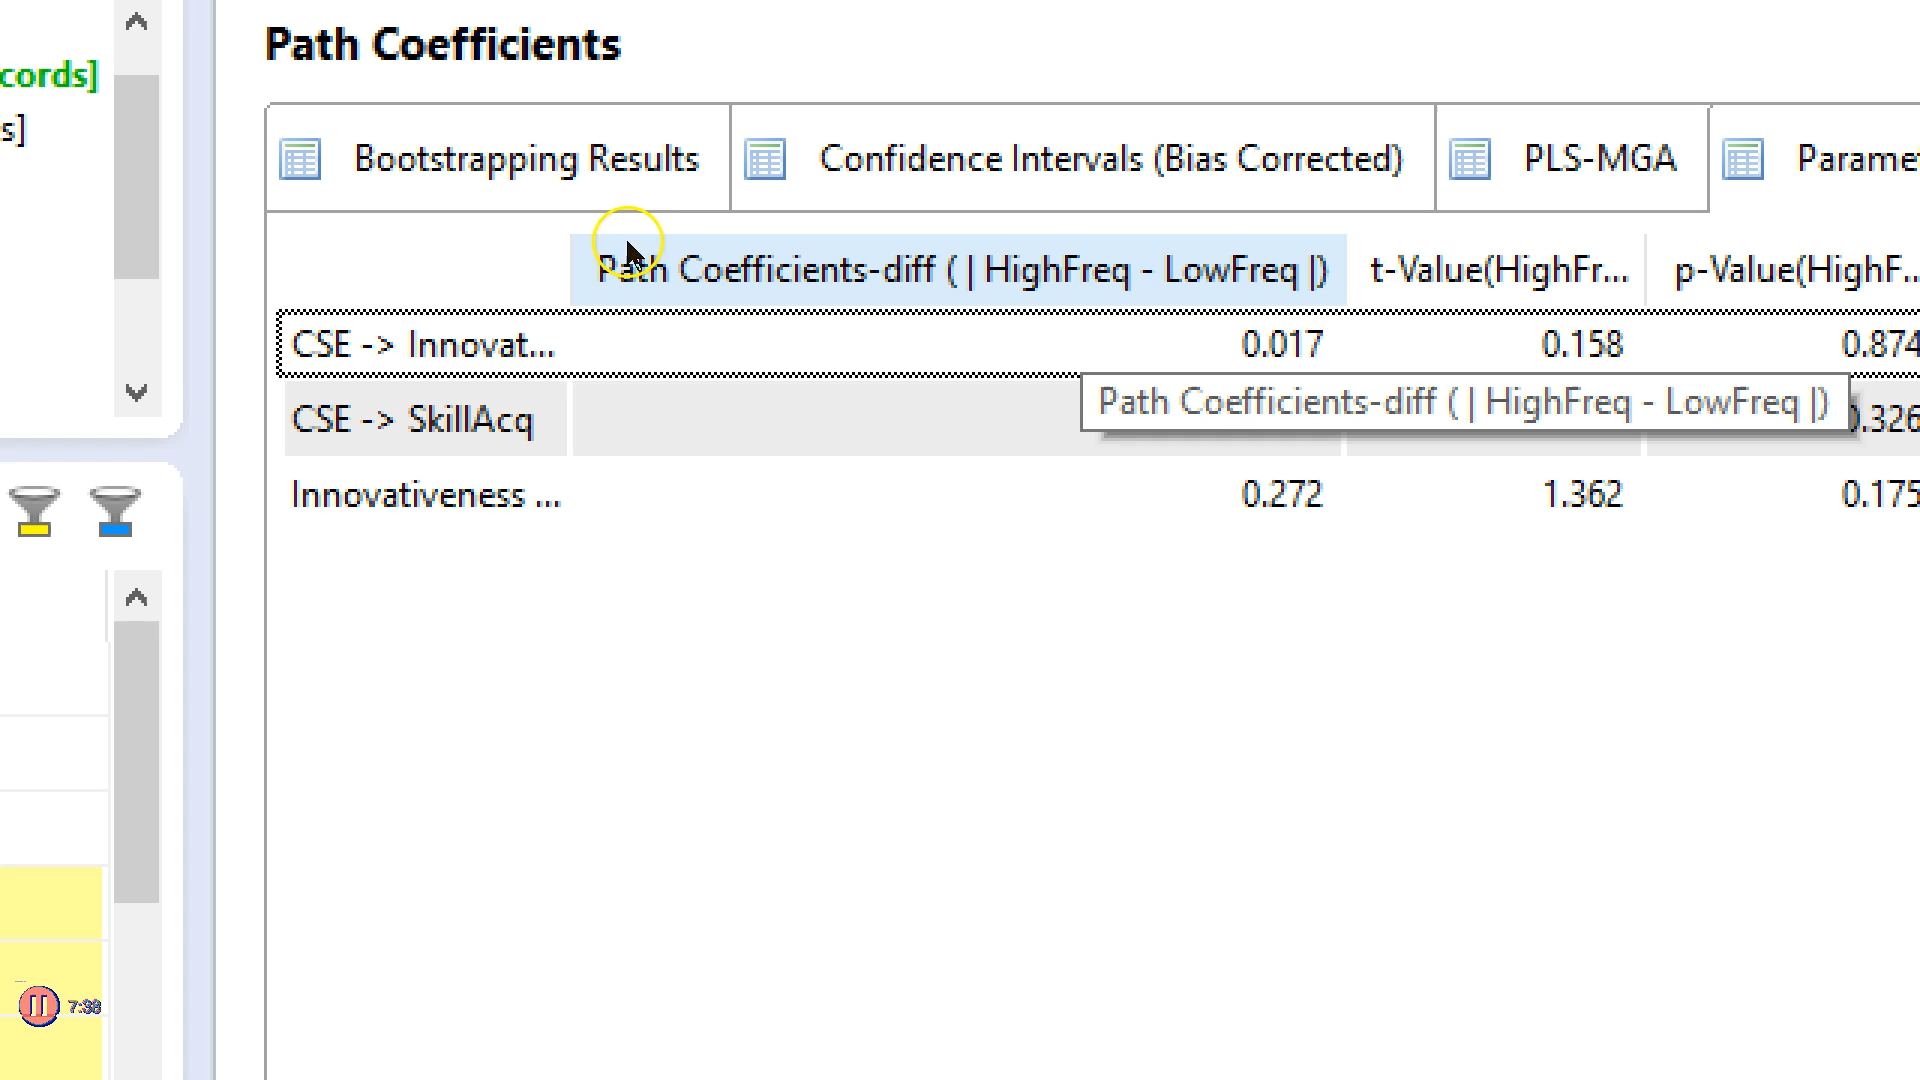 Path Coefficients
cords]
s]
Bootstrapping Results Confidence Intervals (Bias Corrected) PLS-MGA Parame
Path Coefficients-diff ( | HighFreq - LowFreq |) t-Value(HighFr... p-Value(HighF...
CSE -> Innovat... 0.017 0.158 0.874
Path Coefficients-diff ( | HighFreq - LowFreq |)
CSE -> SkillAcq 0.326
Innovativeness ... 0.272 1.362 0.175
7:38